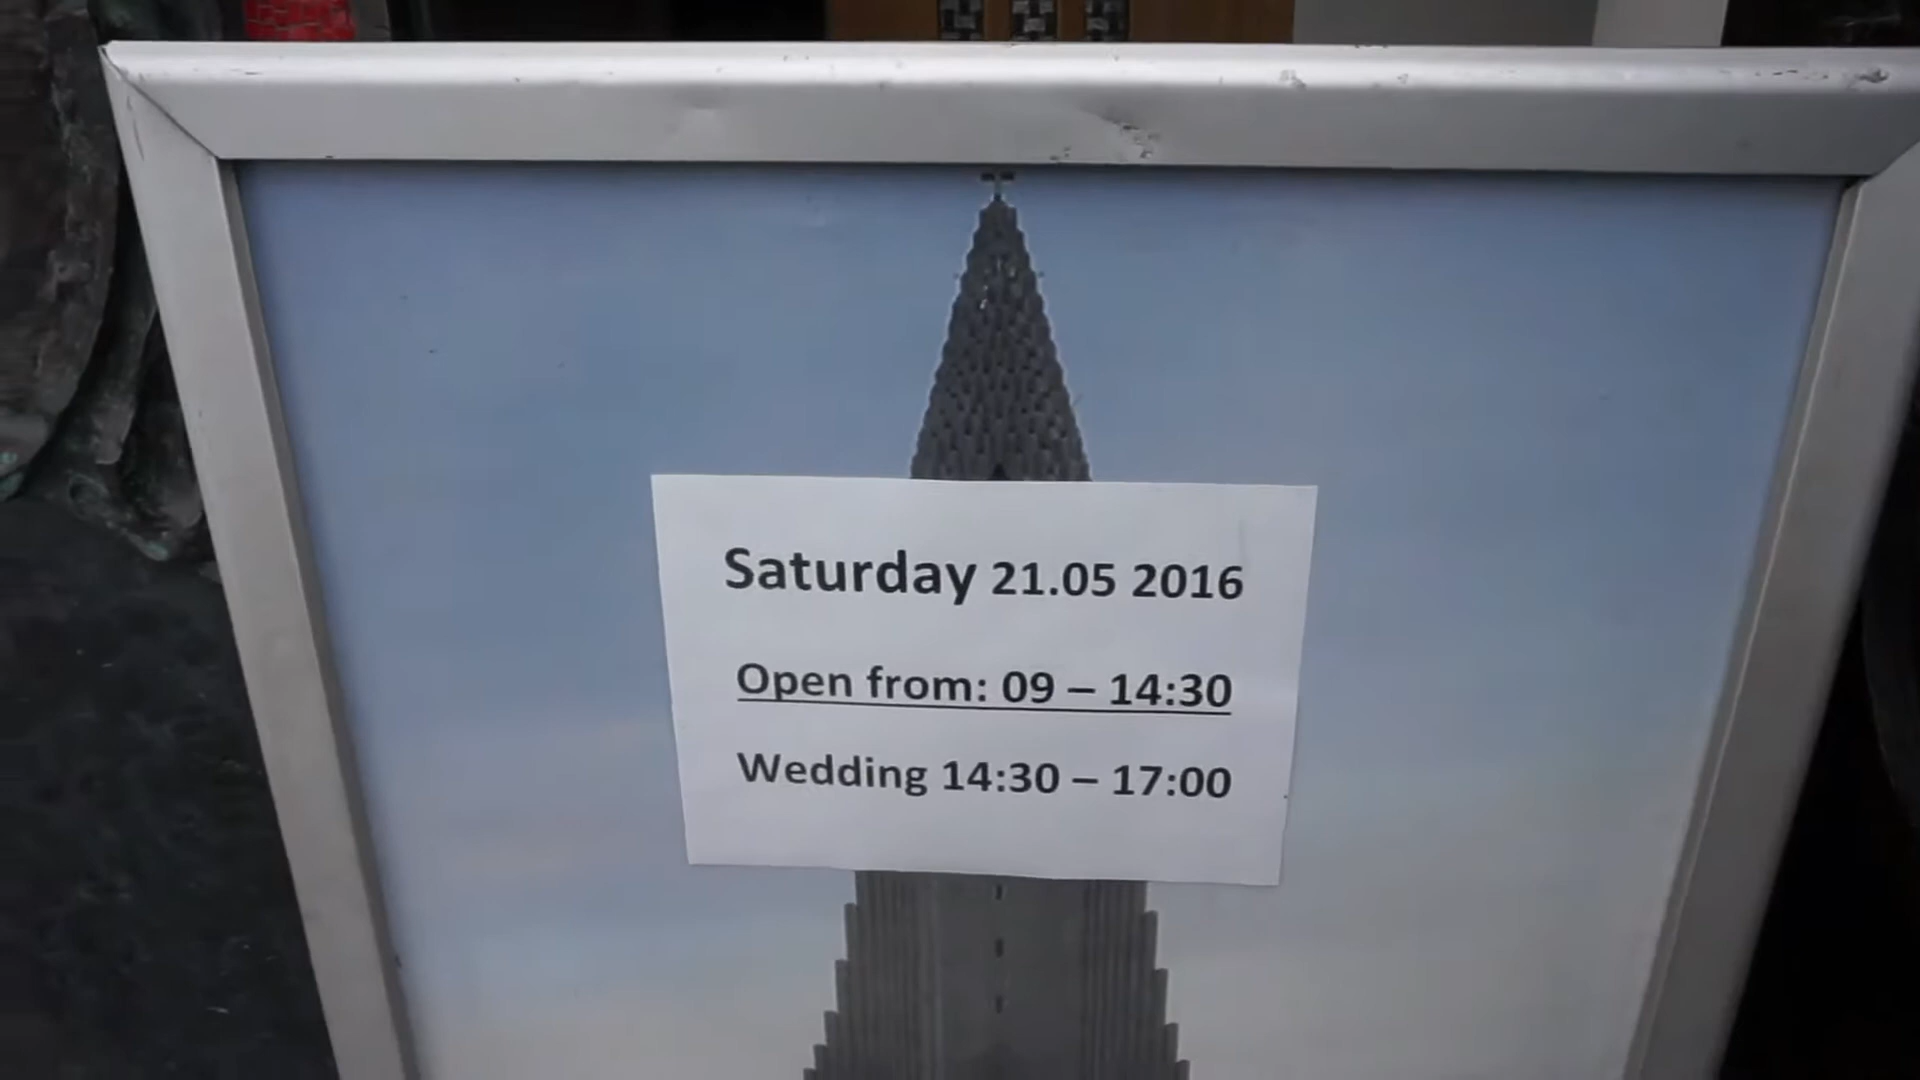 Saturday 21.05 2016
Open from: 09 – 14:30
Wedding 14:30 – 17:00